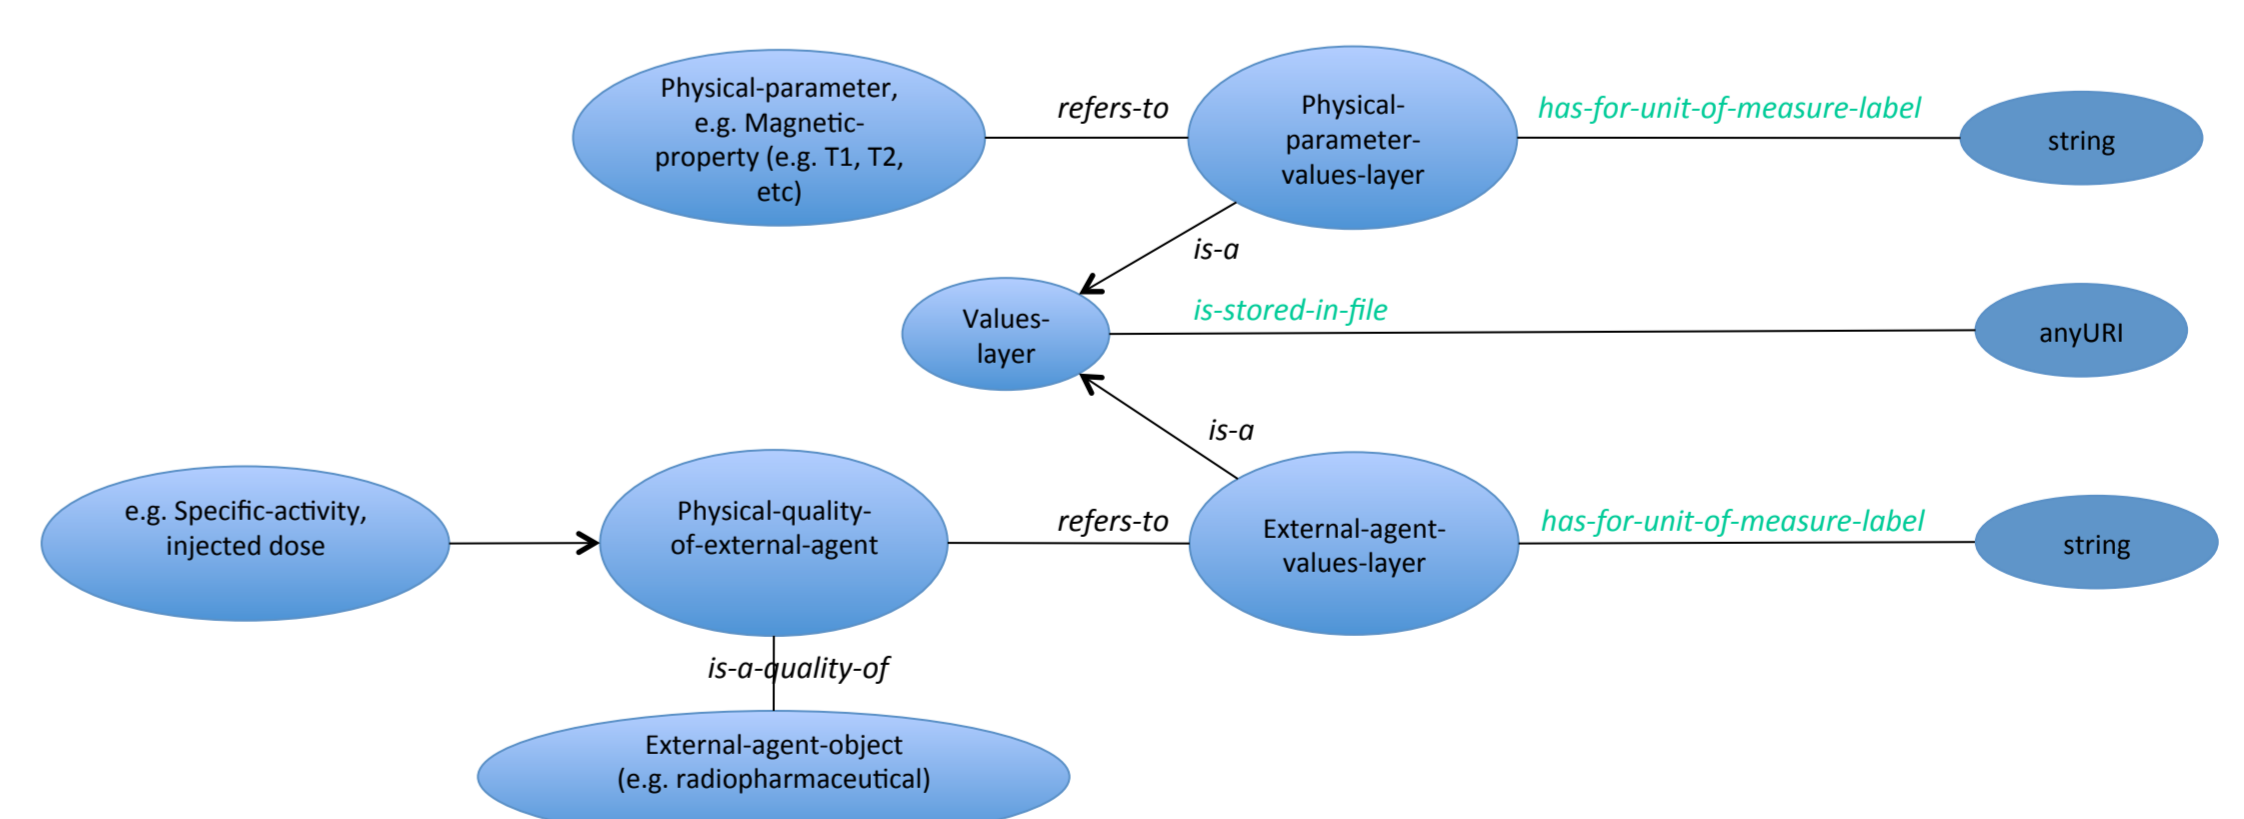 Physical-parameter,
e.g. Magnetic-
property (e.g. T1, T2,
etc)
refers-to
Physical-
parameter-
values-layer
has-for-unit-of-measure-label
string
is-a
Values-
layer
is-stored-in-file
anyURI
is-a
e.g. Specific-activity,
injected dose
Physical-quality-
of-external-agent
refers-to
External-agent-
values-layer
has-for-unit-of-measure-label
string
is-a-quality-of
External-agent-object
(e.g. radiopharmaceutical)